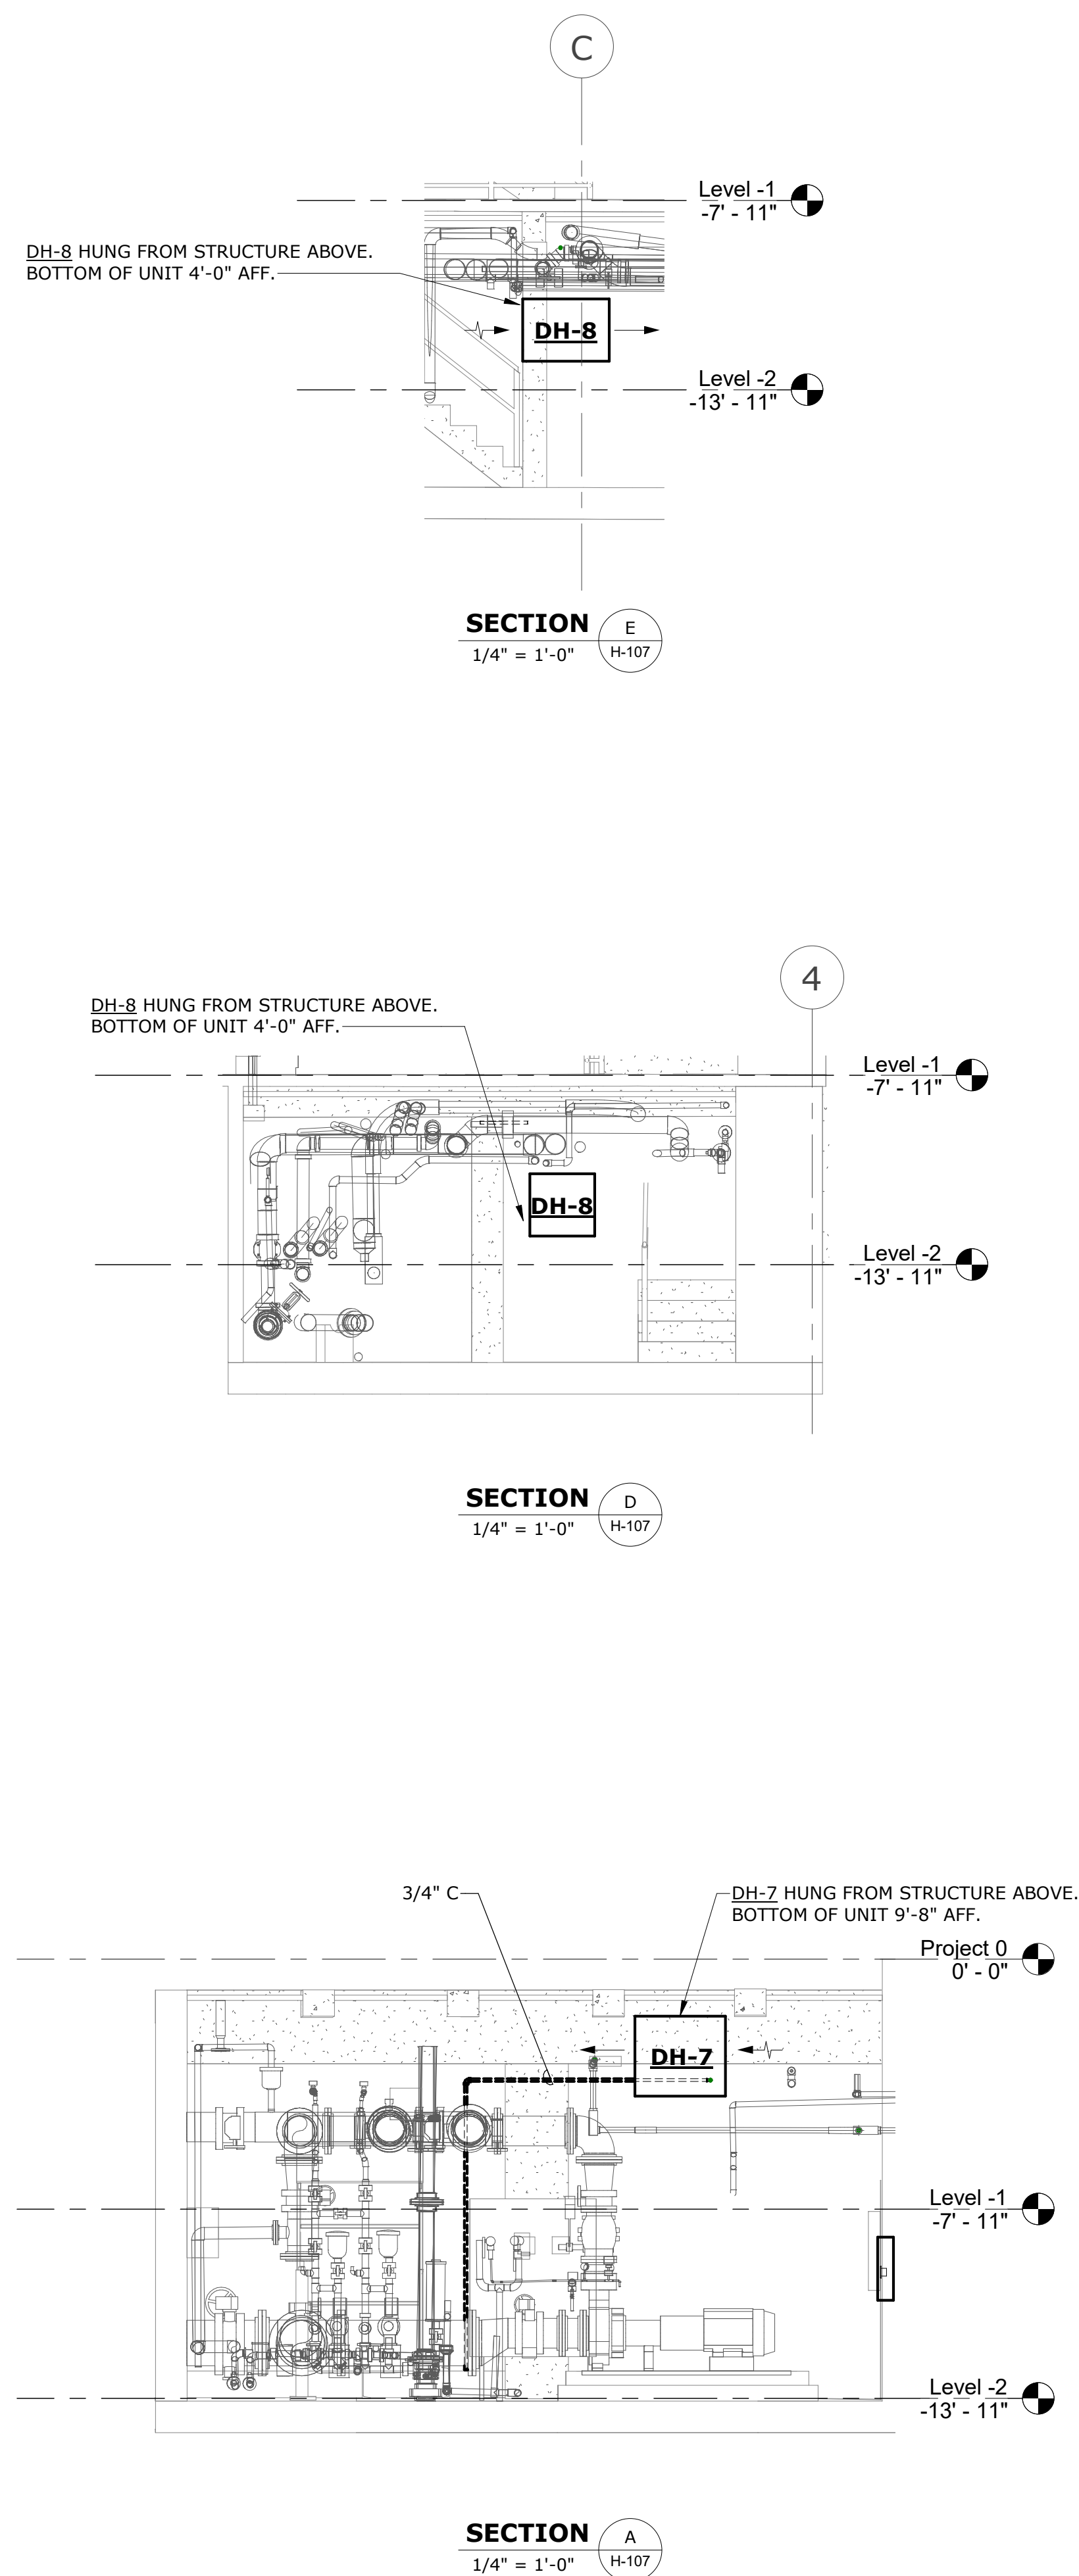 C
Level -1
-7' - 11"
DH-8 HUNG FROM STRUCTURE ABOVE.
BOTTOM OF UNIT 4'-0" AFF.
DH-8
Level -2
-13' - 11"
SECTION
1/4" = 1'-0"
E
H-107
4
DH-8 HUNG FROM STRUCTURE ABOVE.
BOTTOM OF UNIT 4'-0" AFF.
Level -1
-7' - 11"
DH-8
Level -2
-13' - 11"
SECTION
1/4" = 1'-0"
D
H-107
3/4" C
DH-7 HUNG FROM STRUCTURE ABOVE.
BOTTOM OF UNIT 9'-8" AFF.
Project 0
0' - 0"
DH-7
Level -1
-7' - 11"
Level -2
-13' - 11"
SECTION
1/4" = 1'-0"
A
H-107